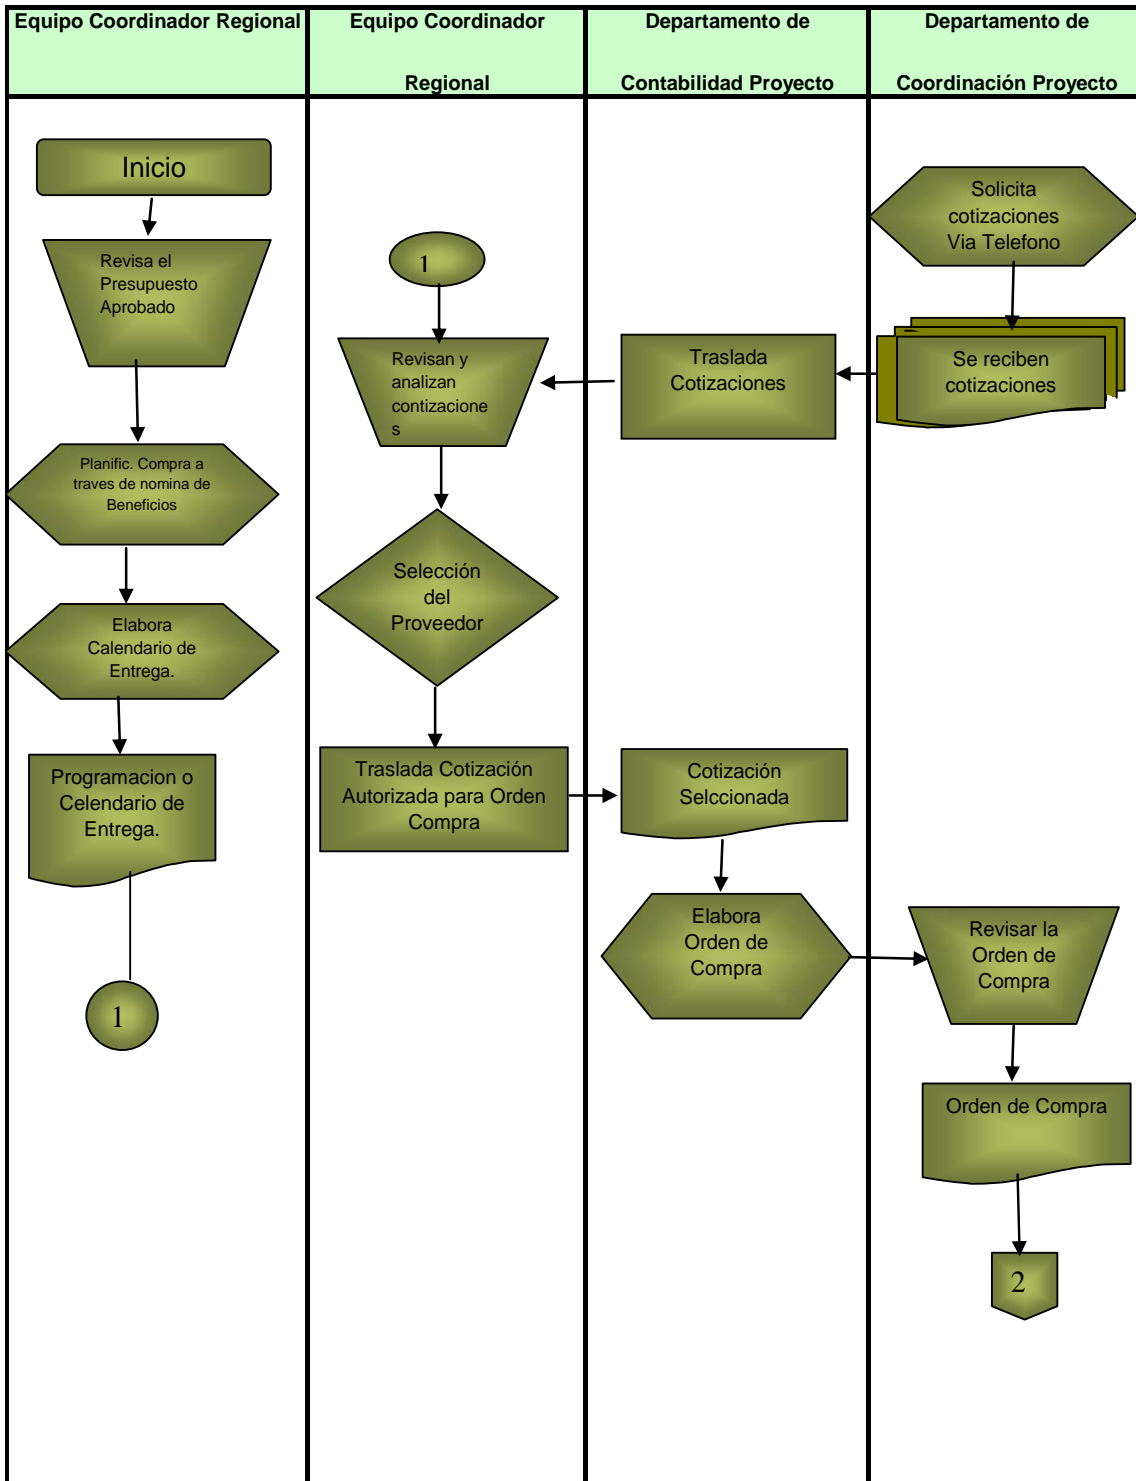 Equipo Coordinador Regional
Equipo Coordinador
Regional
Departamento de
Contabilidad Proyecto
Departamento de
Coordinación Proyecto
Inicio
Revisa el
Presupuesto
Aprobado
Planific. Compra a
traves de nomina de
Beneficios
Elabora
Calendario de
Entrega.
Programacion o
Celendario de
Entrega.
1
1
Revisan y
analizan
contizacione
s
Selección
del
Proveedor
Traslada Cotización
Autorizada para Orden
Compra
Traslada
Cotizaciones
Cotización
Selccionada
Elabora
Orden de
Compra
Solicita
cotizaciones
Via Telefono
Se reciben
cotizaciones
Revisar la
Orden de
Compra
Orden de Compra
2